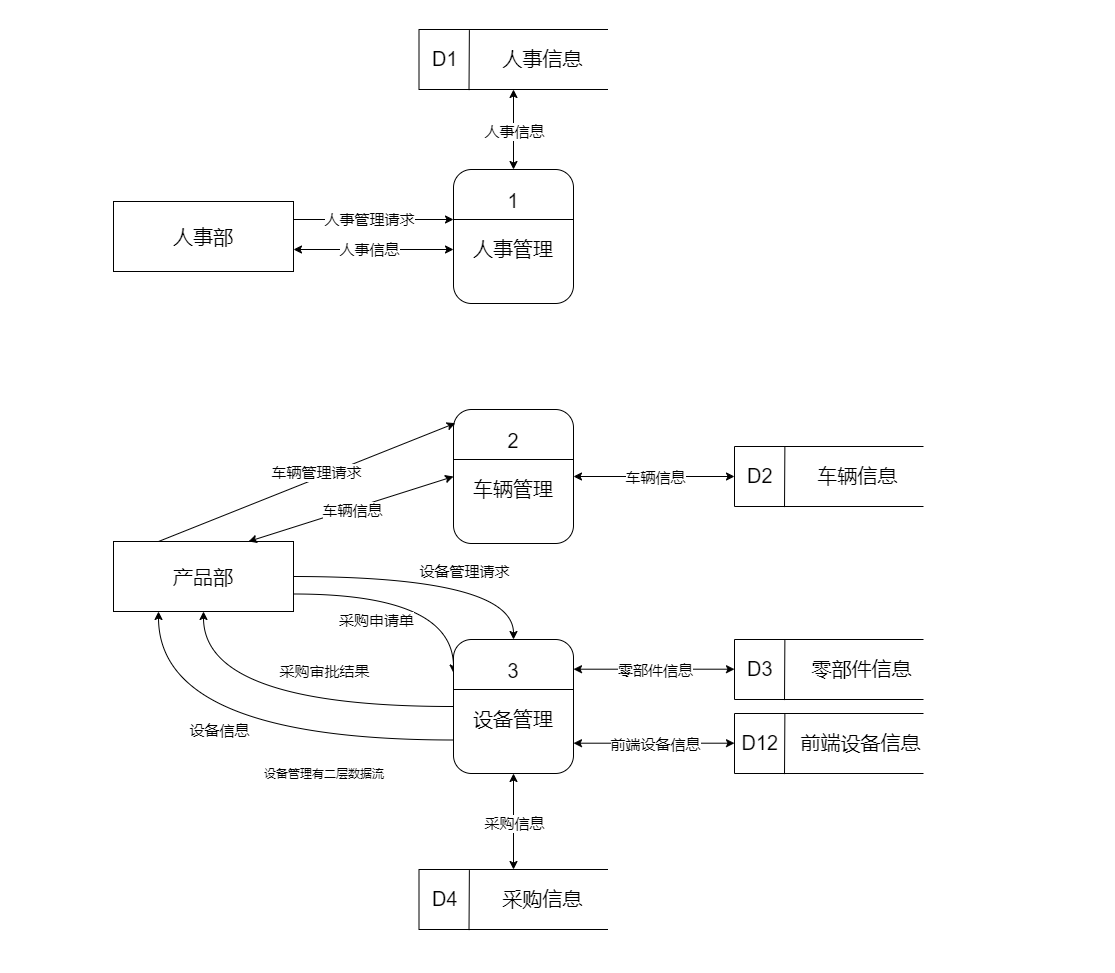 D1 人事信息
人事信息
1
人事管理请求
人事部
人事信息
人事管理
2
车辆管理请求
车辆信息
D2 车辆信息
车辆管理
车辆信息
产品部
设备管理请求
采购申请单
3
零部件信息
D3 零部件信息
采购审批结果
设备管理
设备信息
前端设备信息
D12 前端设备信息
设备管理有二层数据流
采购信息
D4 采购信息